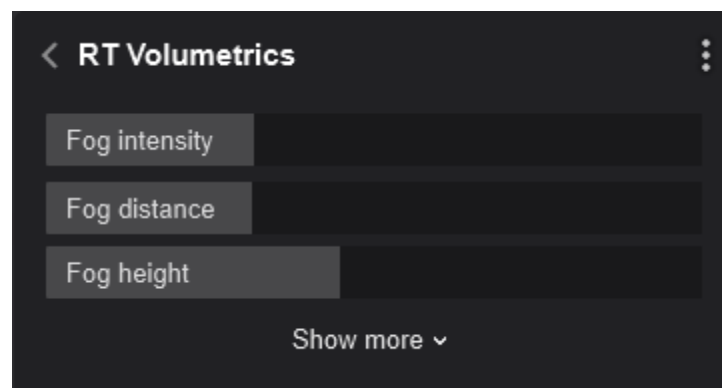 RT Volumetrics
Fog intensity
Fog distance
Fog height
Show more